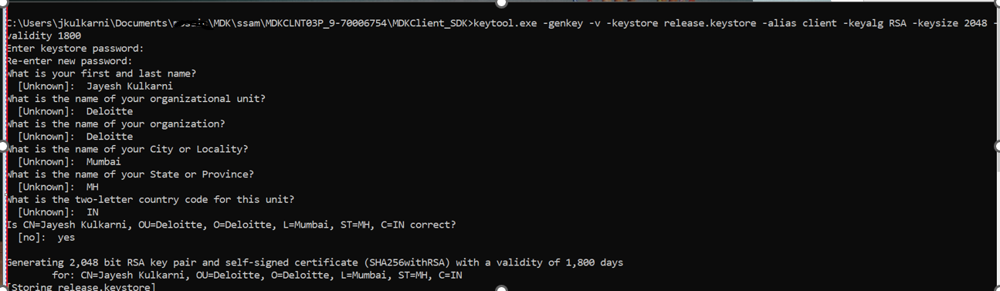 C:\Users\jkulkarni\Documents\ \MDK\ssam\MDKCLNT03P_9-70006754\MDKClient_SDK>keytool.exe -genkey -v -keystore release.keystore -alias client -keyalg RSA -keysize 2048 -
validity 1800
Enter keystore password:
Re-enter new password:
What is your first and last name?
[Unknown]: Jayesh Kulkarni
What is the name of your organizational unit?
[Unknown]: Deloitte
What is the name of your organization?
[Unknown]: Deloitte
What is the name of your City or Locality?
[Unknown]: Mumbai
What is the name of your State or Province?
[Unknown]: MH
What is the two-letter country code for this unit?
[Unknown]: IN
Is CN=Jayesh Kulkarni, OU=Deloitte, O=Deloitte, L=Mumbai, ST=MH, C=IN correct?
[no]: yes
Generating 2,048 bit RSA key pair and self-signed certificate (SHA256withRSA) with a validity of 1,800 days
for: CN=Jayesh Kulkarni, OU=Deloitte, O=Deloitte, L=Mumbai, ST=MH, C=IN
[Storing release.keystore]